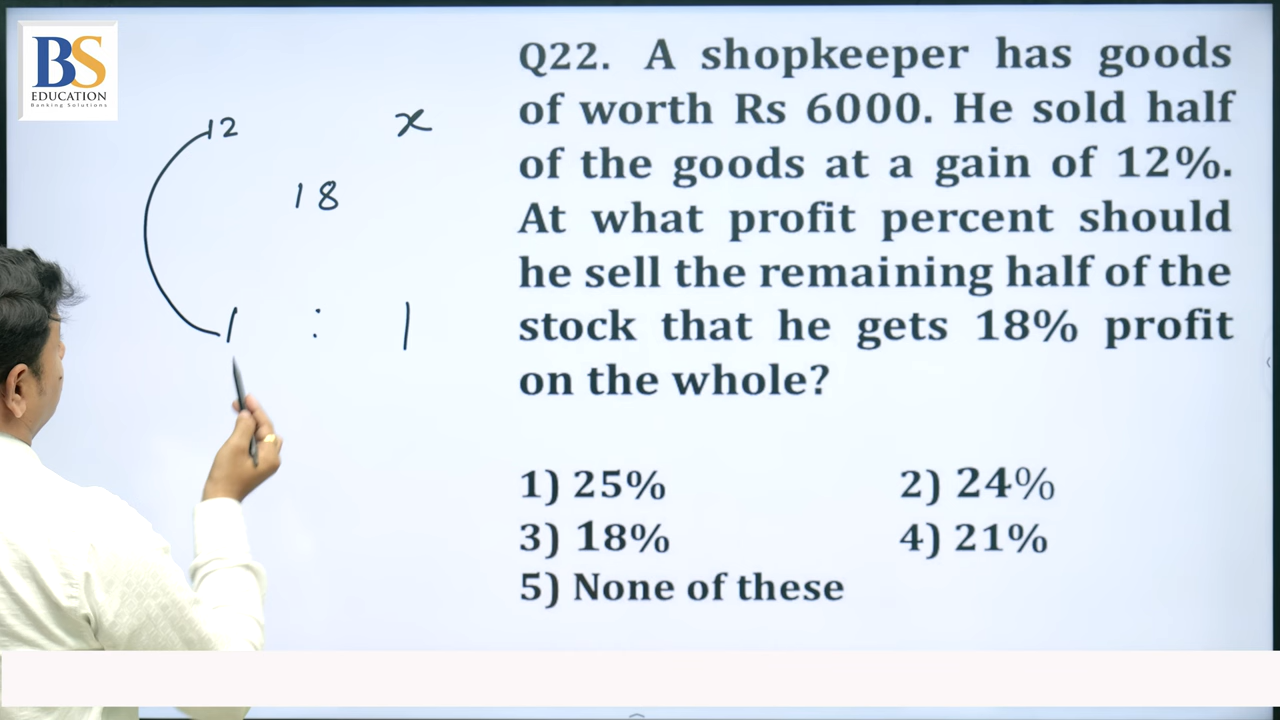 BS
EDUCATION
Banking Solutions
12 x
18
1 : 1
Q22. A shopkeeper has goods
of worth Rs 6000. He sold half
of the goods at a gain of 12%.
At what profit percent should
he sell the remaining half of the
stock that he gets 18% profit
on the whole?
1) 25% 2) 24%
3) 18% 4) 21%
5) None of these